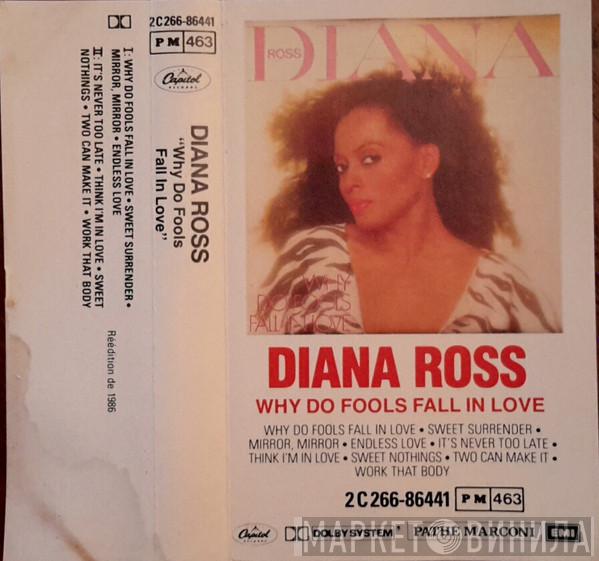 2C266-86441
PM 463
Capitol
RECORDS
DIANA ROSS
"Why Do Fools
Fall In Love"
I: WHY DO FOOLS FALL IN LOVE • SWEET SURRENDER •
MIRROR, MIRROR • ENDLESS LOVE
II: IT'S NEVER TOO LATE • THINK I'M IN LOVE • SWEET
NOTHINGS • TWO CAN MAKE IT • WORK THAT BODY
Réédition de 1986
DIANA
ROSS
WHY
DO FOOLS
FALL IN LOVE
DIANA ROSS
WHY DO FOOLS FALL IN LOVE
WHY DO FOOLS FALL IN LOVE • SWEET SURRENDER •
MIRROR, MIRROR • ENDLESS LOVE • IT'S NEVER TOO LATE •
THINK I'M IN LOVE • SWEET NOTHINGS • TWO CAN MAKE IT •
WORK THAT BODY
2C266-86441 PM 463
Capitol DOLBY SYSTEM PATHE MARCONI EMI
МАРКЕТ ВИНИЛА